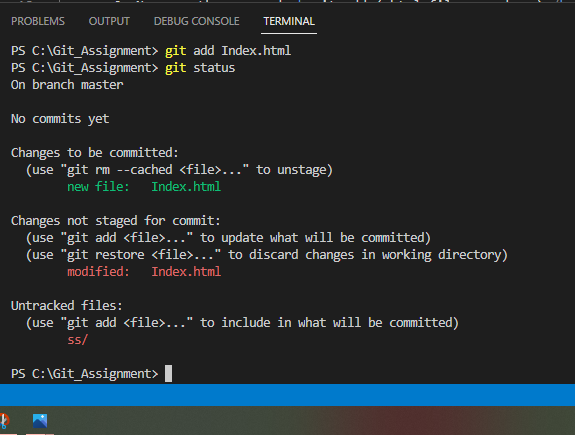 PROBLEMS OUTPUT DEBUG CONSOLE TERMINAL
PS C:\Git_Assignment> git add Index.html
PS C:\Git_Assignment> git status
On branch master
No commits yet
Changes to be committed:
(use "git rm --cached <file>..." to unstage)
new file: Index.html
Changes not staged for commit:
(use "git add <file>..." to update what will be committed)
(use "git restore <file>..." to discard changes in working directory)
modified: Index.html
Untracked files:
(use "git add <file>..." to include in what will be committed)
ss/
PS C:\Git_Assignment>